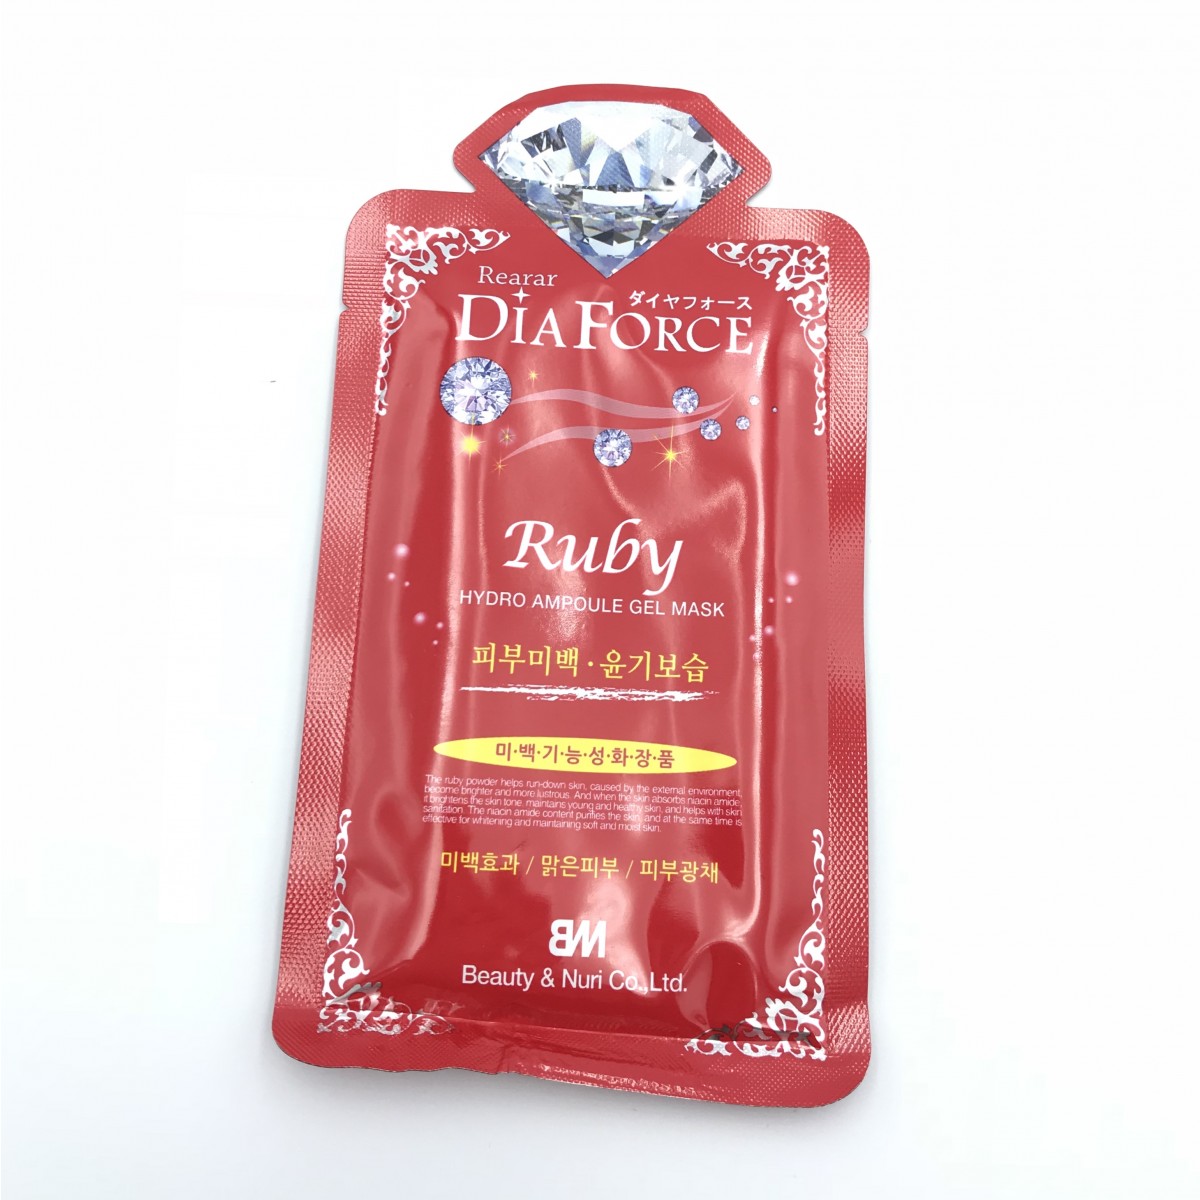 Rearar
ダイヤフォース
DIAFORCE
Ruby
HYDRO AMPOULE GEL MASK
피부미백·윤기보습
미·백·기·능·성·화·장·품
The ruby powder helps run-down skin, caused by the external environment,
become brighter and more lustrous. And when the skin absorbs niacin amide,
it brightens the skin tone, maintains young and healthy skin, and helps with skin
sanitation. The niacin amide content purifies the skin, and at the same time is
effective for whitening and maintaining soft and moist skin.
미백효과 / 맑은피부 / 피부광채
Beauty & Nuri Co.,Ltd.